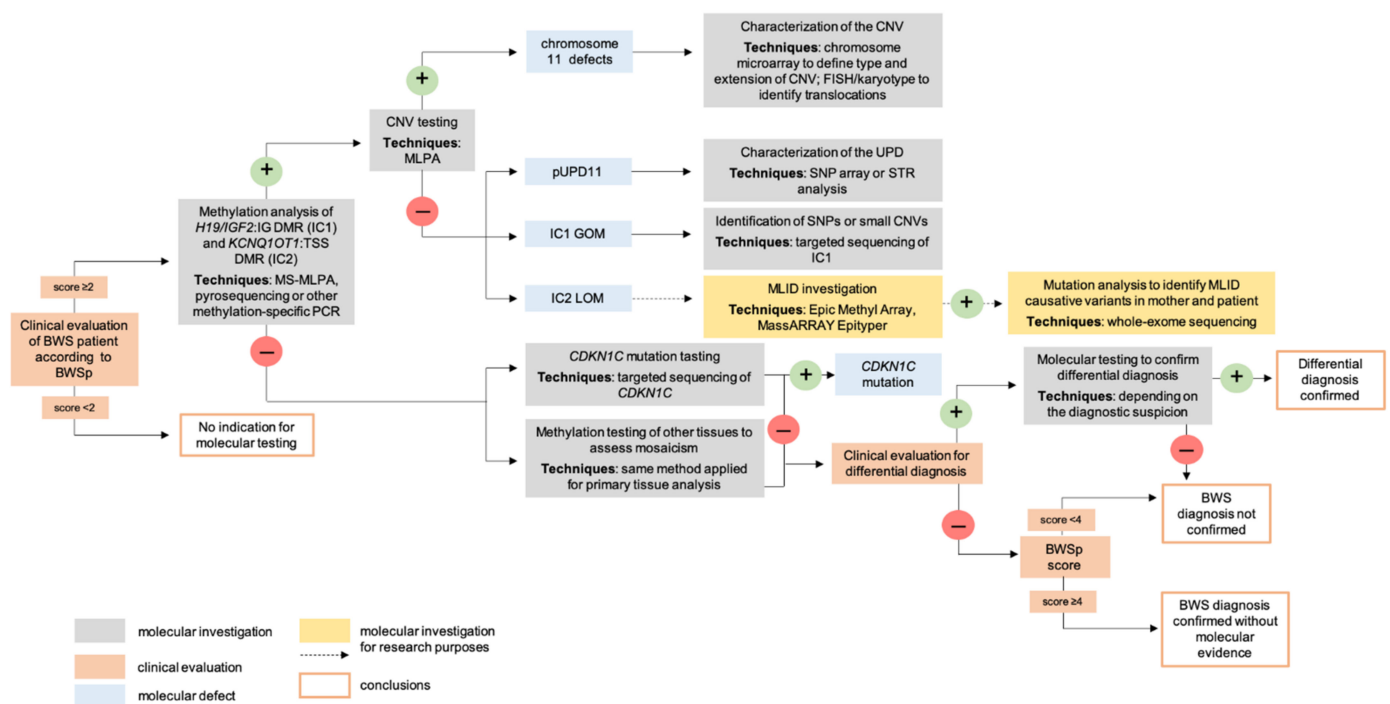 chromosome
11 defects
Characterization of the CNV
Techniques: chromosome
microarray to define type and
extension of CNV; FISH/karyotype to
identify translocations
+
CNV testing
Techniques:
MLPA
−
pUPD11
Characterization of the UPD
Techniques: SNP array or STR
analysis
IC1 GOM
Identification of SNPs or small CNVs
Techniques: targeted sequencing of
IC1
IC2 LOM
MLID investigation
Techniques: Epic Methyl Array,
MassARRAY Epityper
+
Mutation analysis to identify MLID
causative variants in mother and patient
Techniques: whole-exome sequencing
+
Methylation analysis of
H19/IGF2:IG DMR (IC1)
and KCNQ1OT1:TSS
DMR (IC2)
Techniques: MS-MLPA,
pyrosequencing or other
methylation-specific PCR
−
score ≥2
Clinical evaluation
of BWS patient
according to
BWSp
score <2
No indication for
molecular testing
CDKN1C mutation tasting
Techniques: targeted sequencing of
CDKN1C
+
CDKN1C
mutation
−
Methylation testing of other tissues to
assess mosaicism
Techniques: same method applied
for primary tissue analysis
Clinical evaluation for
differential diagnosis
+
Molecular testing to confirm
differential diagnosis
Techniques: depending on
the diagnostic suspicion
+
Differential
diagnosis
confirmed
−
−
score <4
BWSp
score
score ≥4
BWS
diagnosis not
confirmed
BWS diagnosis
confirmed without
molecular
evidence
molecular investigation
clinical evaluation
molecular defect
molecular investigation
for research purposes
conclusions